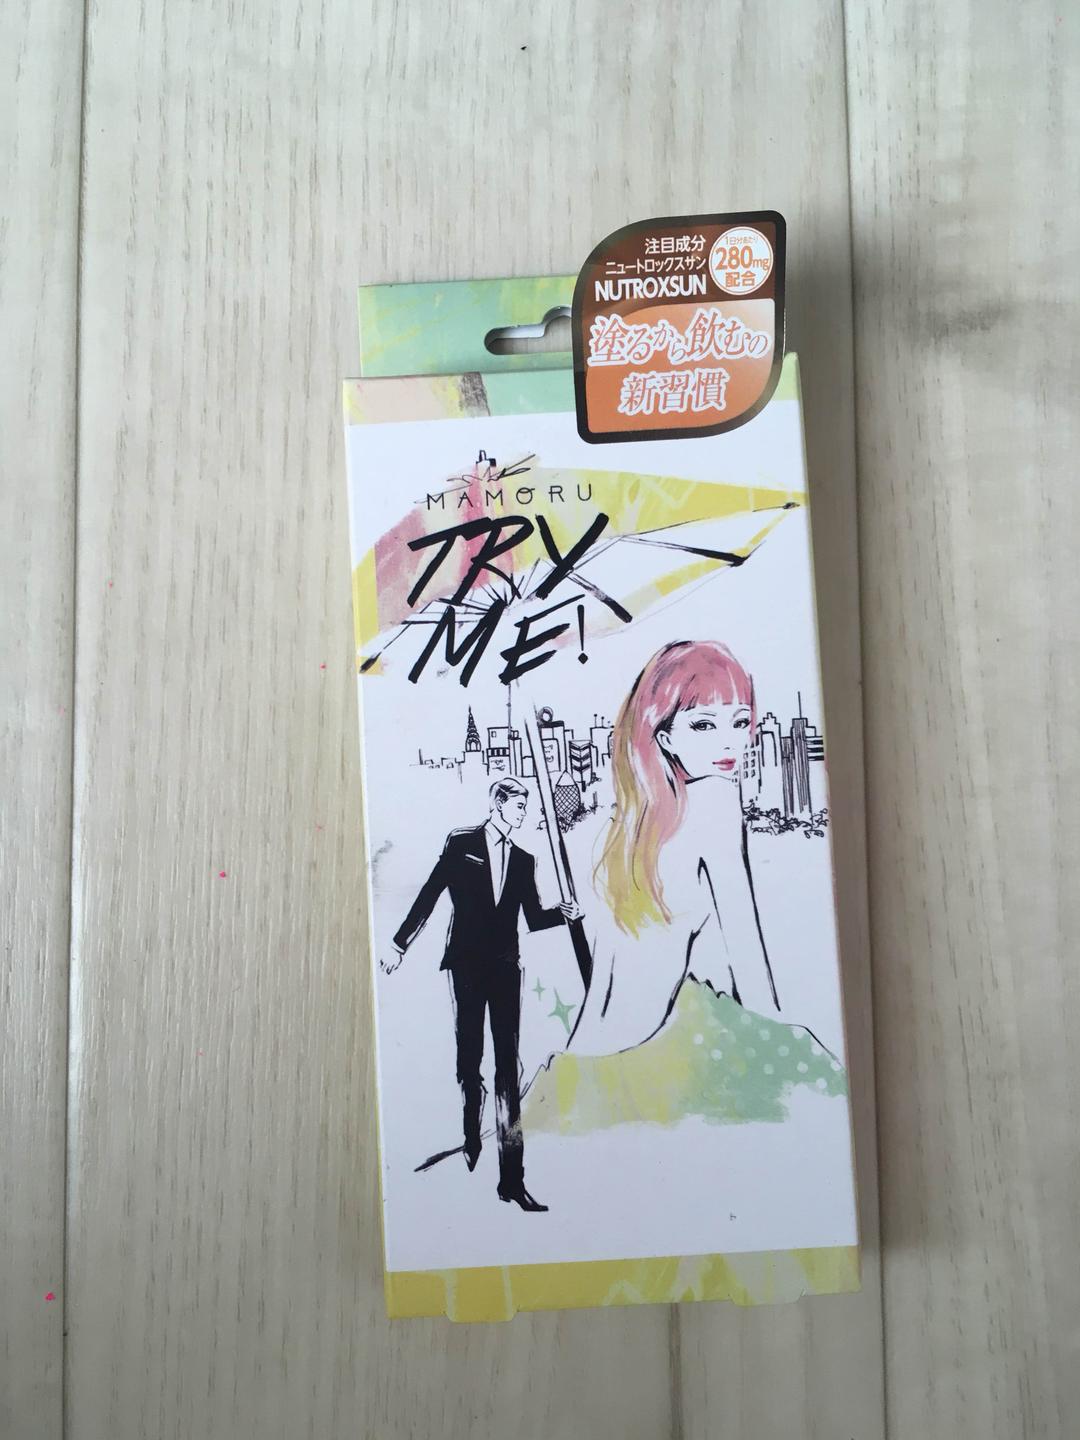 注目成分
ニュートロックスサン
NUTROXSUN
1日分あたり
280mg
配合
塗るから飲むの
新習慣
MAMORU
TRY
ME!